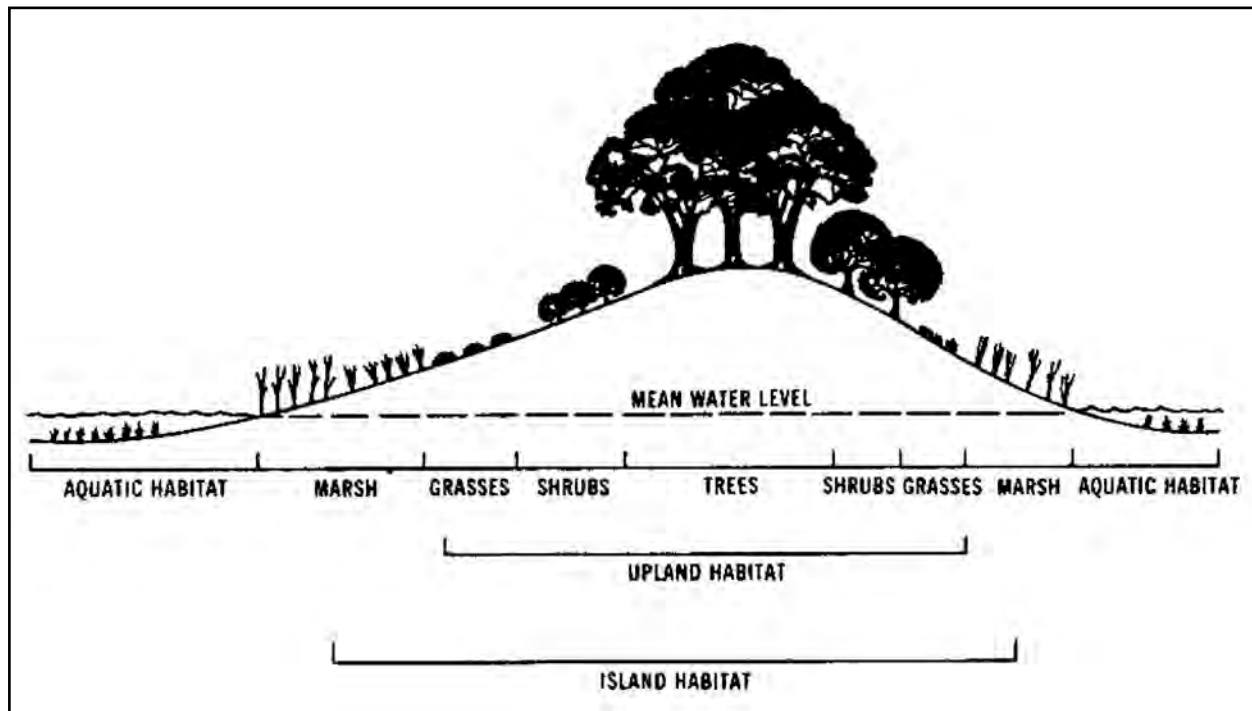 MEAN WATER LEVEL
AQUATIC HABITAT MARSH GRASSES SHRUBS TREES SHRUBS GRASSES MARSH AQUATIC HABITAT
UPLAND HABITAT
ISLAND HABITAT